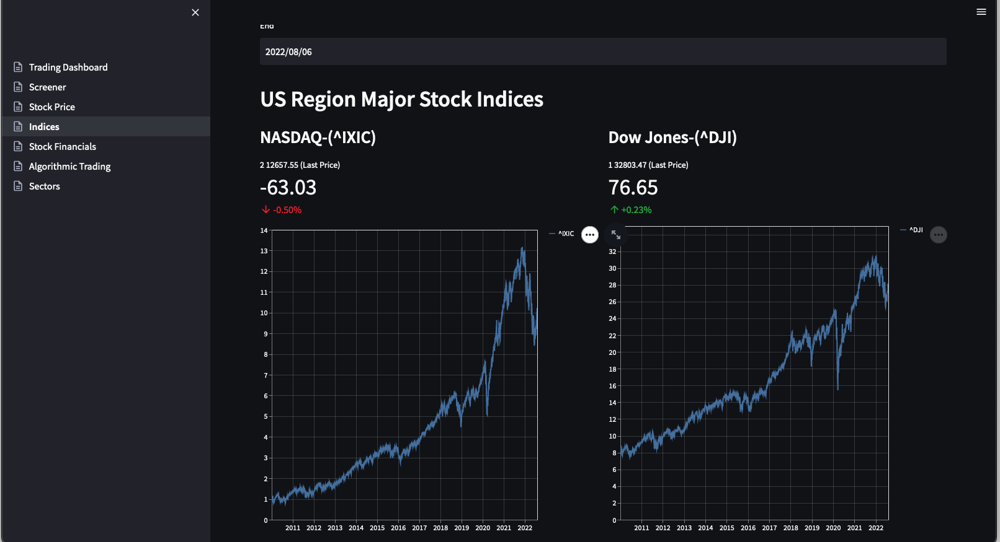 Trading Dashboard
Screener
Stock Price
Indices
Stock Financials
Algorithmic Trading
Sectors
End
2022/08/06
US Region Major Stock Indices
NASDAQ-(^IXIC)
2 12657.55 (Last Price)
-63.03
-0.50%
^IXIC
14
13
12
11
10
9
8
7
6
5
4
3
2
1
0
2011 2012 2013 2014 2015 2016 2017 2018 2019 2020 2021 2022
Dow Jones-(^DJI)
1 32803.47 (Last Price)
76.65
+0.23%
^DJI
32
30
28
26
24
22
20
18
16
14
12
10
8
6
4
2
0
2011 2012 2013 2014 2015 2016 2017 2018 2019 2020 2021 2022